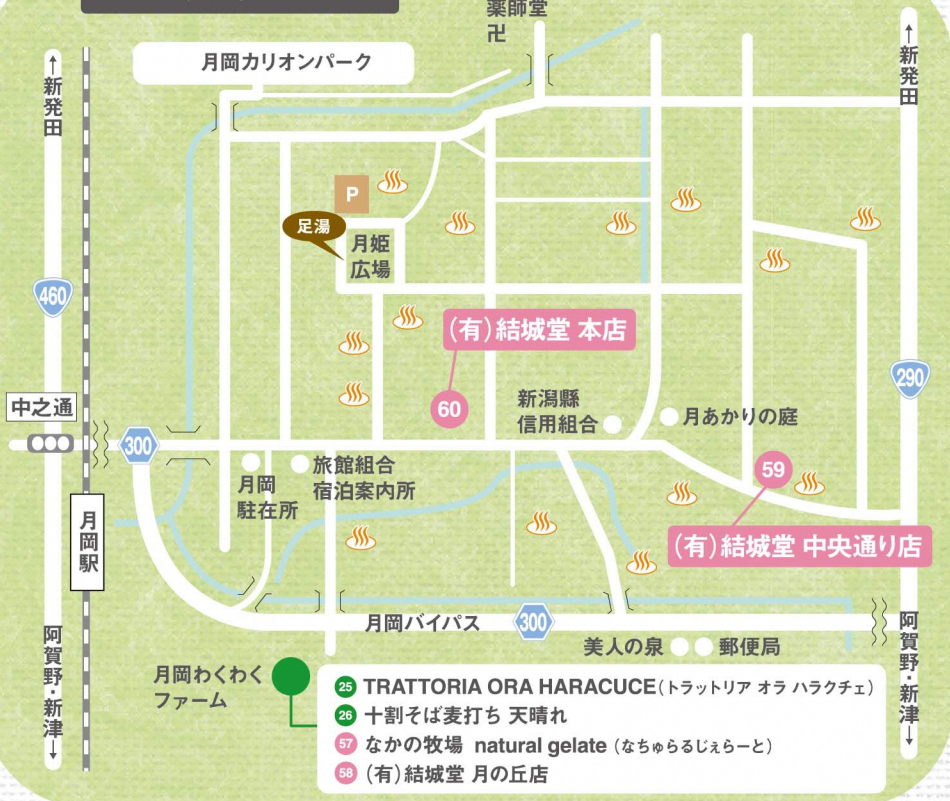 薬師堂
卍
月岡カリオンパーク
↑新発田
↑新発田
P
足湯
月姫
広場
460
(有)結城堂 本店
60
290
中之通
300
新潟縣
信用組合
月あかりの庭
59
月岡
駐在所
旅館組合
宿泊案内所
月岡駅
(有)結城堂 中央通り店
月岡バイパス
300
美人の泉
郵便局
阿賀野・新津↓
阿賀野・新津↓
月岡わくわく
ファーム
25 TRATTORIA ORA HARACUCE(トラットリア オラ ハラクチェ)
26 十割そば麦打ち 天晴れ
57 なかの牧場 natural gelate (なちゅらるじぇらーと)
58 (有)結城堂 月の丘店